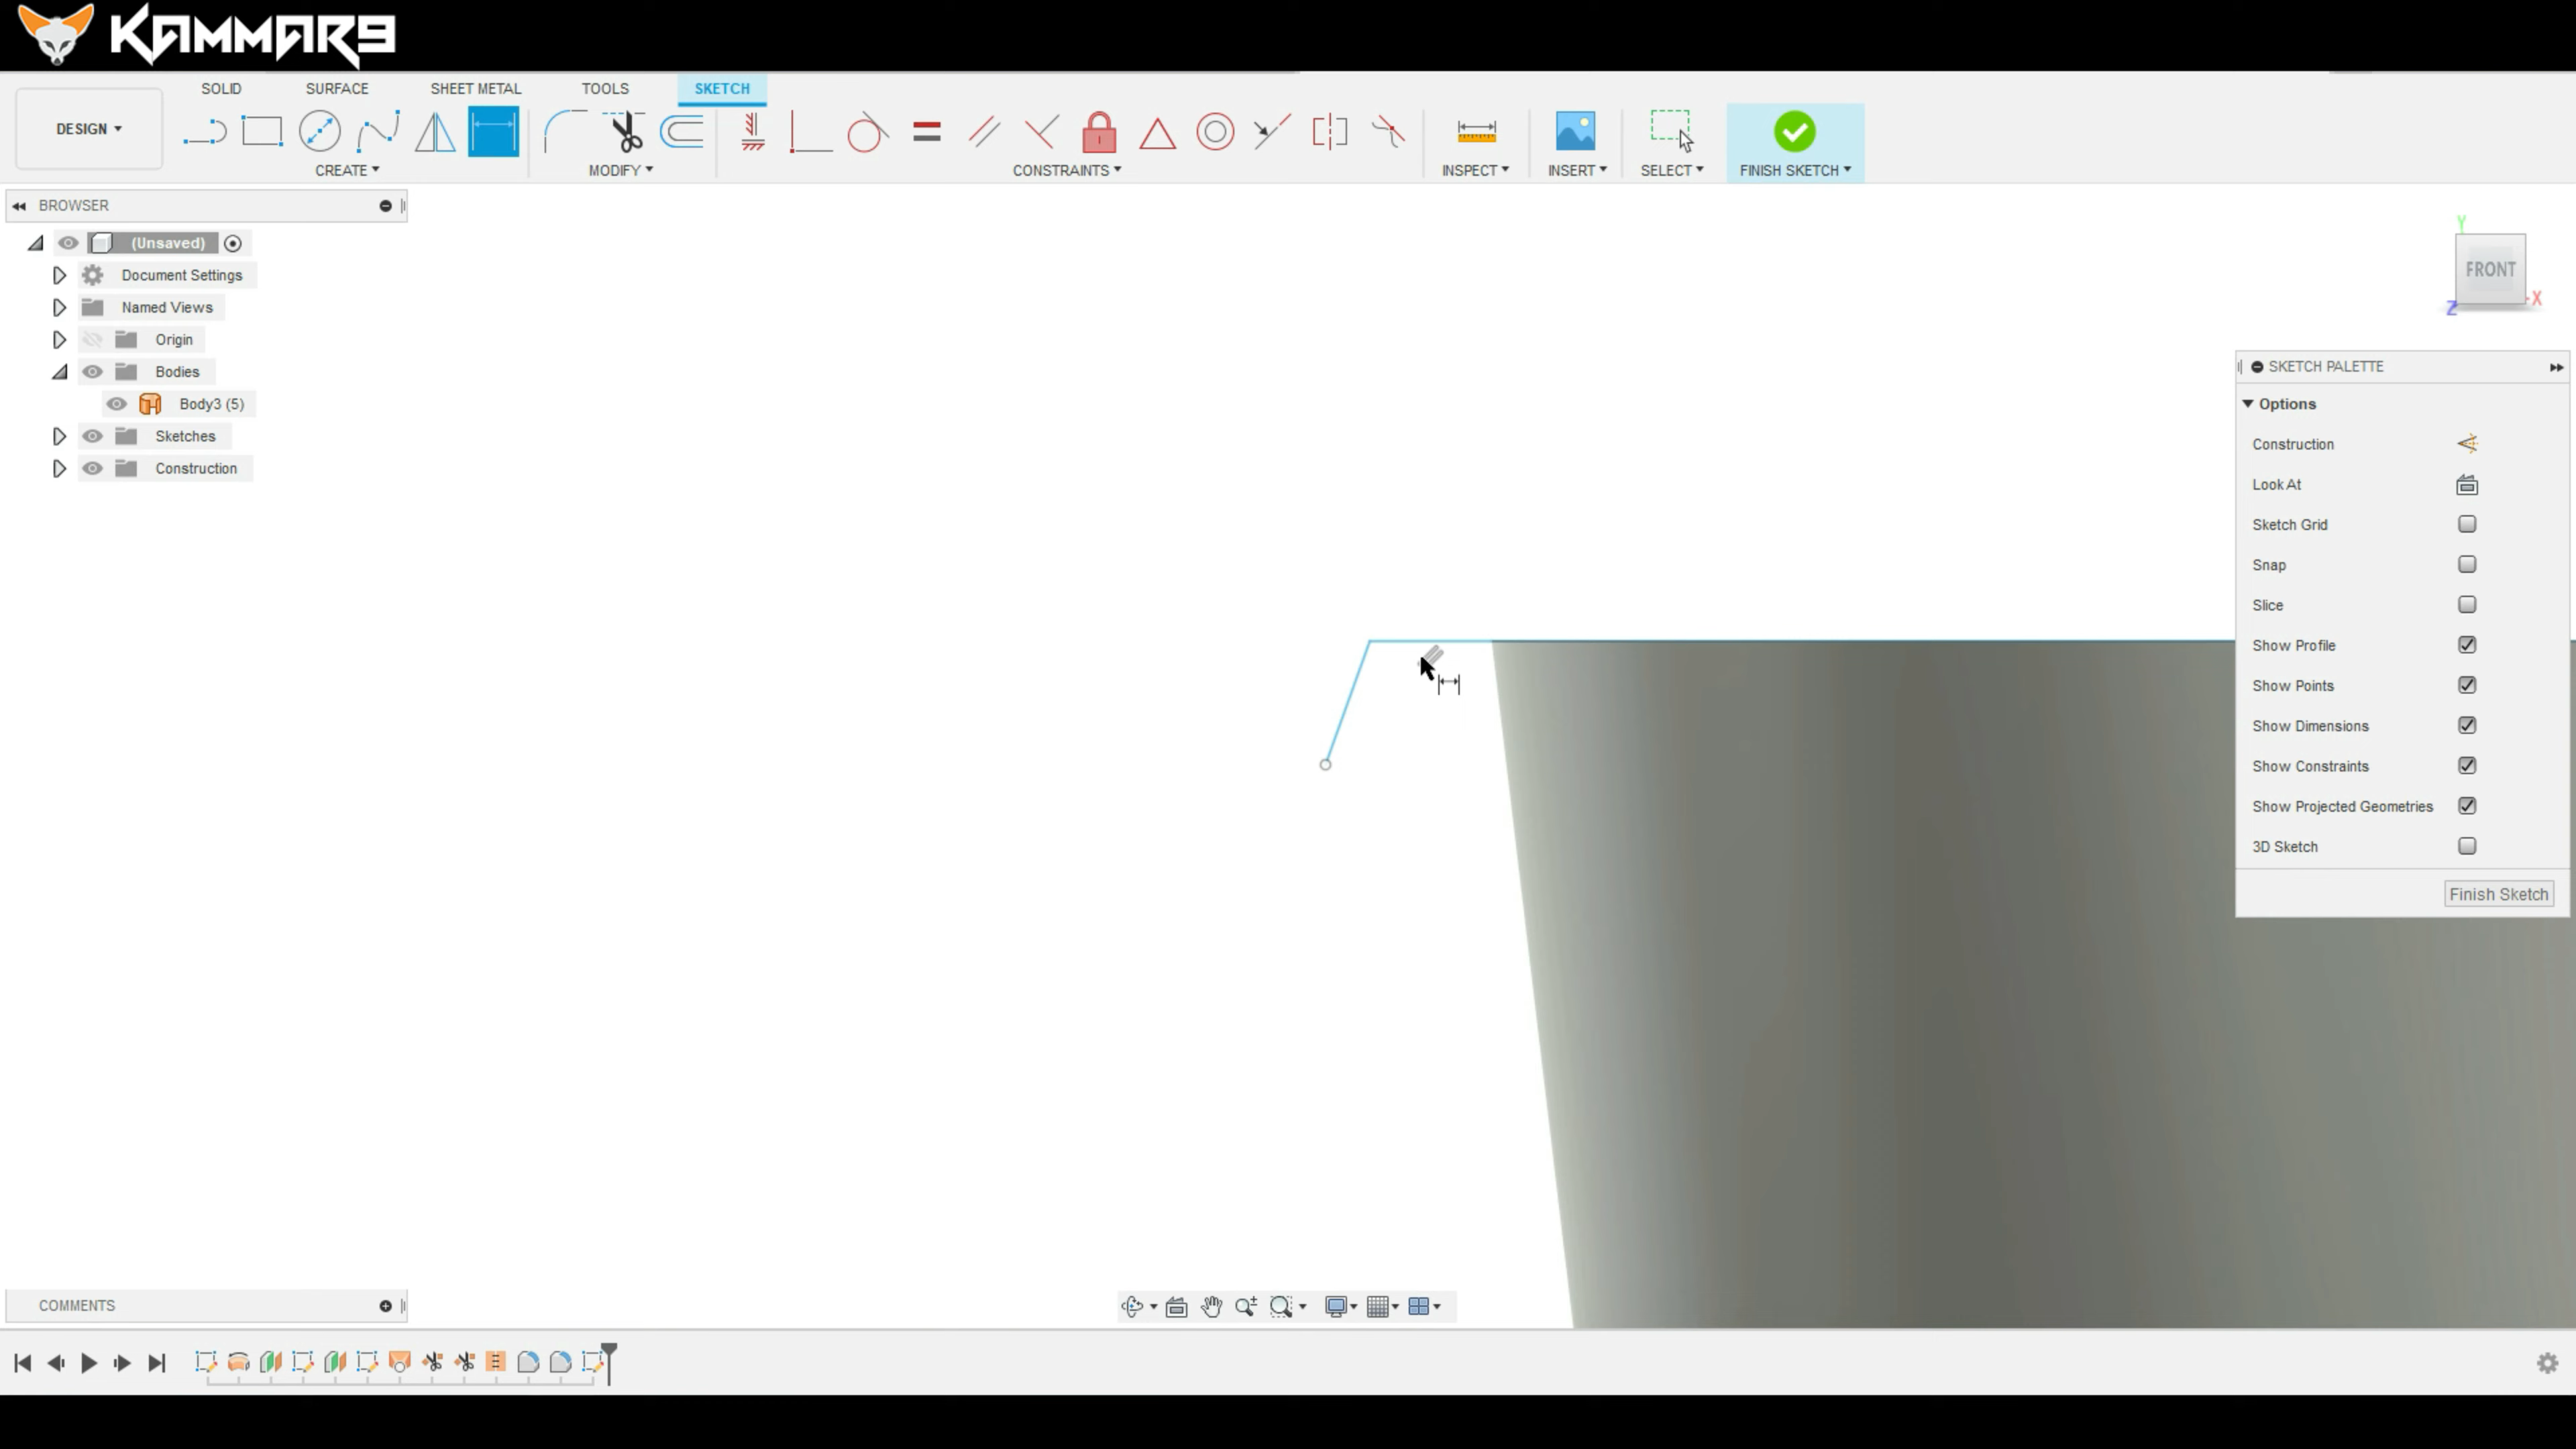 KAMMAR9
SOLID SURFACE SHEET METAL TOOLS SKETCH
DESIGN
CREATE MODIFY CONSTRAINTS INSPECT INSERT SELECT FINISH SKETCH
BROWSER
(Unsaved)
Document Settings
Named Views
Origin
Bodies
Body3 (5)
Sketches
Construction
Y
FRONT
Z
-X
SKETCH PALETTE
Options
Construction
Look At
Sketch Grid
Snap
Slice
Show Profile
Show Points
Show Dimensions
Show Constraints
Show Projected Geometries
3D Sketch
Finish Sketch
COMMENTS